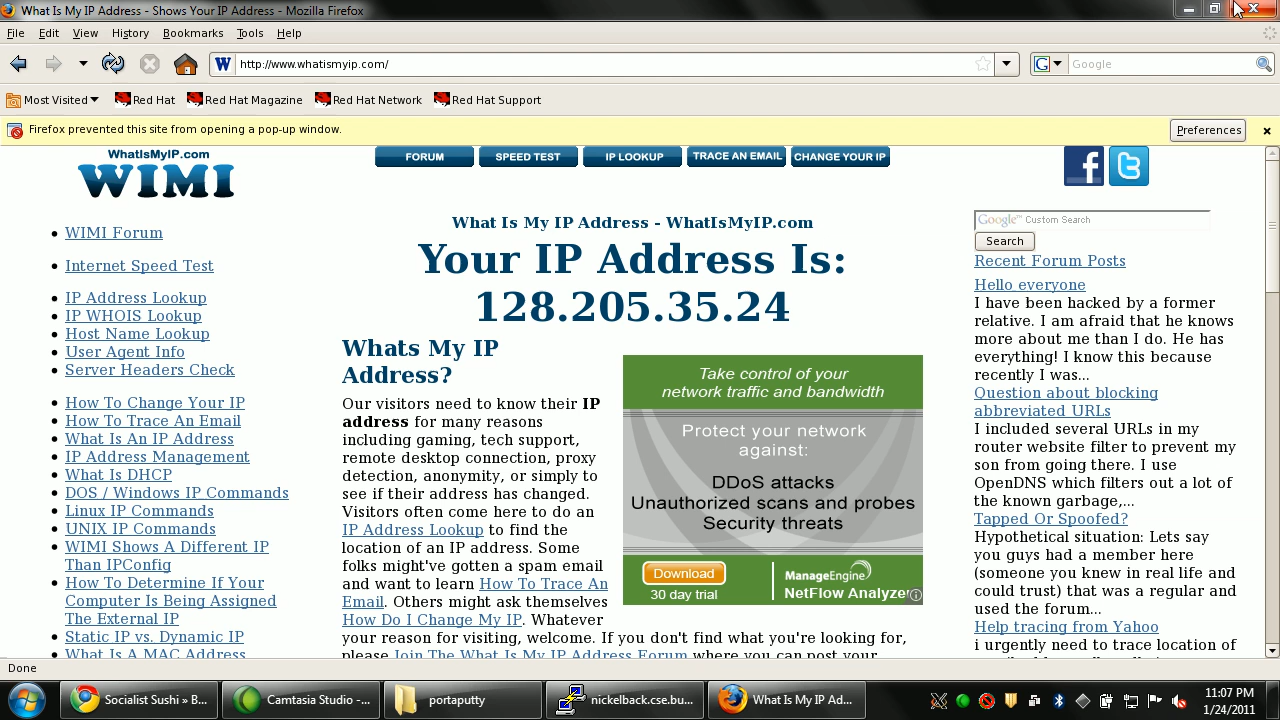 What Is My IP Address - Shows Your IP Address - Mozilla Firefox
File Edit View History Bookmarks Tools Help
http://www.whatismyip.com/
Google
Most Visited Red Hat Red Hat Magazine Red Hat Network Red Hat Support
Firefox prevented this site from opening a pop-up window.
Preferences
WhatIsMyIP.com
WIMI
FORUM SPEED TEST IP LOOKUP TRACE AN EMAIL CHANGE YOUR IP
WIMI Forum
Internet Speed Test
IP Address Lookup
IP WHOIS Lookup
Host Name Lookup
User Agent Info
Server Headers Check
How To Change Your IP
How To Trace An Email
What Is An IP Address
IP Address Management
What Is DHCP
DOS / Windows IP Commands
Linux IP Commands
UNIX IP Commands
WIMI Shows A Different IP
Than IPConfig
How To Determine If Your
Computer Is Being Assigned
The External IP
Static IP vs. Dynamic IP
What Is A MAC Address
What Is My IP Address - WhatIsMyIP.com
Your IP Address Is:
128.205.35.24
Whats My IP
Address?
Our visitors need to know their IP
address for many reasons
including gaming, tech support,
remote desktop connection, proxy
detection, anonymity, or simply to
see if their address has changed.
Visitors often come here to do an
IP Address Lookup to find the
location of an IP address. Some
folks might've gotten a spam email
and want to learn How To Trace An
Email. Others might ask themselves
How Do I Change My IP. Whatever
your reason for visiting, welcome. If you don't find what you're looking for,
please Join The What Is My IP Address Forum where you can post your
Take control of your
network traffic and bandwidth
Protect your network
against:
DDoS attacks
Unauthorized scans and probes
Security threats
Download
30 day trial
ManageEngine
NetFlow Analyzer
Google™ Custom Search
Search
Recent Forum Posts
Hello everyone
I have been hacked by a former
relative. I am afraid that he knows
more about me than I do. He has
everything! I know this because
recently I was...
Question about blocking
abbreviated URLs
I included several URLs in my
router website filter to prevent my
son from going there. I use
OpenDNS which filters out a lot of
the known garbage,...
Tapped Or Spoofed?
Hypothetical situation: Lets say
you guys had a member here
(someone you knew in real life and
could trust) that was a regular and
used the forum...
Help tracing from Yahoo
i urgently need to trace location of
Done
Socialist Sushi » B... Camtasia Studio -... portaputty nickelback.cse.bu... What Is My IP Ad...
11:07 PM
1/24/2011